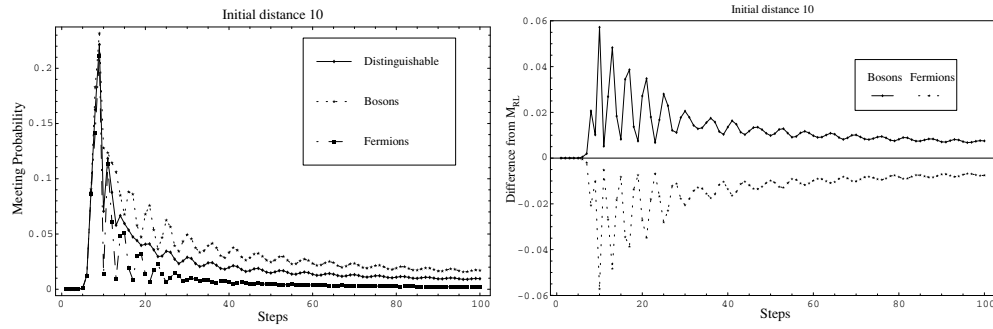 Initial distance 10
Meeting Probability
0.2
0.15
0.1
0.05
0
0 20 40 60 80 100
Steps
Distinguishable
Bosons
Fermions
Initial distance 10
Difference from M_RL
0.06
0.04
0.02
0
-0.02
-0.04
-0.06
0 20 40 60 80 100
Steps
Bosons Fermions